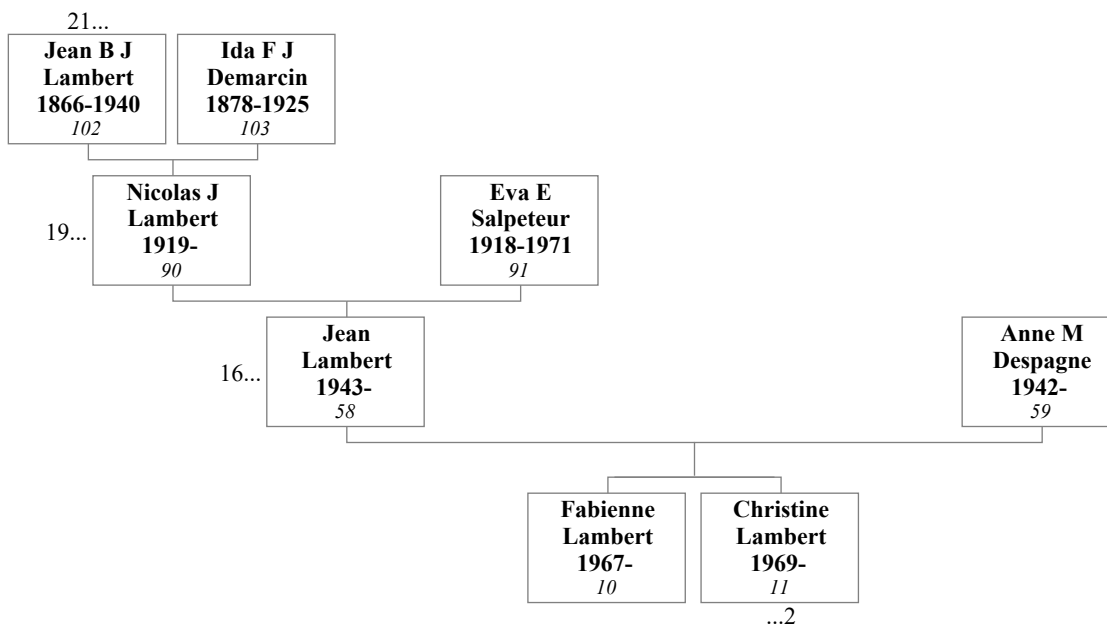 21...
Jean B J
Lambert
1866-1940
102
Ida F J
Demarcin
1878-1925
103
19...
Nicolas J
Lambert
1919-
90
Eva E
Salpeteur
1918-1971
91
16...
Jean
Lambert
1943-
58
Anne M
Despagne
1942-
59
Fabienne
Lambert
1967-
10
Christine
Lambert
1969-
11
...2